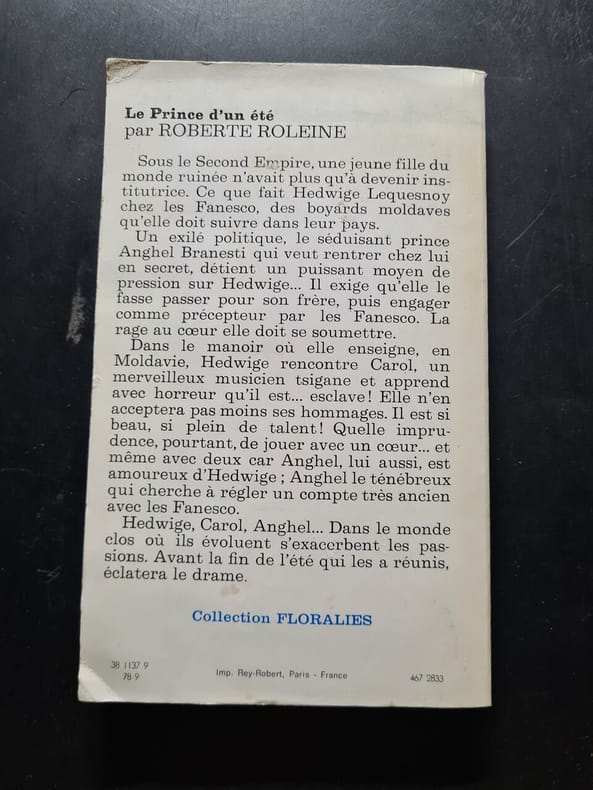 Le Prince d'un été
par ROBERTE ROLEINE
Sous le Second Empire, une jeune fille du
monde ruinée n'avait plus qu'à devenir ins-
titutrice. Ce que fait Hedwige Lequesnoy
chez les Fanesco, des boyards moldaves
qu'elle doit suivre dans leur pays.
Un exilé politique, le séduisant prince
Anghel Branesti qui veut rentrer chez lui
en secret, détient un puissant moyen de
pression sur Hedwige... Il exige qu'elle le
fasse passer pour son frère, puis engager
comme précepteur par les Fanesco. La
rage au cœur elle doit se soumettre.
Dans le manoir où elle enseigne, en
Moldavie, Hedwige rencontre Carol, un
merveilleux musicien tsigane et apprend
avec horreur qu'il est... esclave! Elle n'en
acceptera pas moins ses hommages. Il est si
beau, si plein de talent! Quelle impru-
dence, pourtant, de jouer avec un cœur... et
même avec deux car Anghel, lui aussi, est
amoureux d'Hedwige ; Anghel le ténébreux
qui cherche à régler un compte très ancien
avec les Fanesco.
Hedwige, Carol, Anghel... Dans le monde
clos où ils évoluent s'exacerbent les pas-
sions. Avant la fin de l'été qui les a réunis,
éclatera le drame.
Collection FLORALIES
38 1137 9
78 9
Imp. Rey-Robert, Paris - France
467 2833